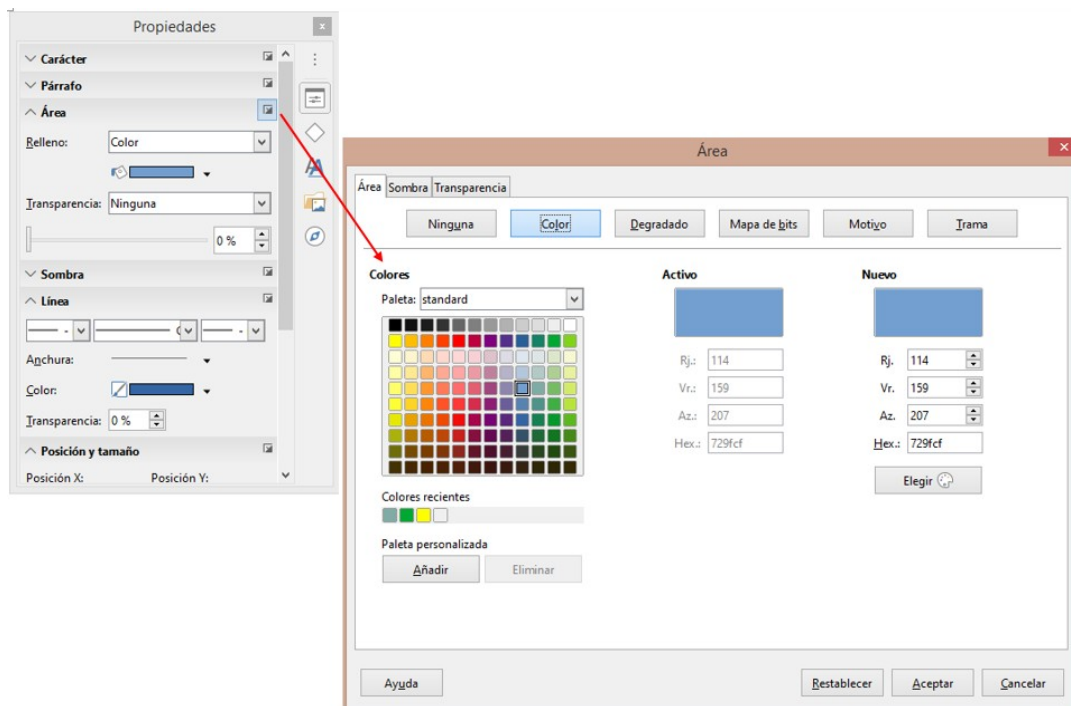 Propiedades
Carácter
Párrafo
Área
Relleno: Color
Transparencia: Ninguna
0 %
Sombra
Línea
Anchura:
Color:
Transparencia: 0 %
Posición y tamaño
Posición X: Posición Y:
Área
Área Sombra Transparencia
Ninguna Color Degradado Mapa de bits Motivo Trama
Colores
Paleta: standard
Colores recientes
Paleta personalizada
Añadir Eliminar
Activo
Rj.: 114
Vr.: 159
Az.: 207
Hex.: 729fcf
Nuevo
Rj. 114
Vr. 159
Az. 207
Hex.: 729fcf
Elegir
Ayuda Restablecer Aceptar Cancelar